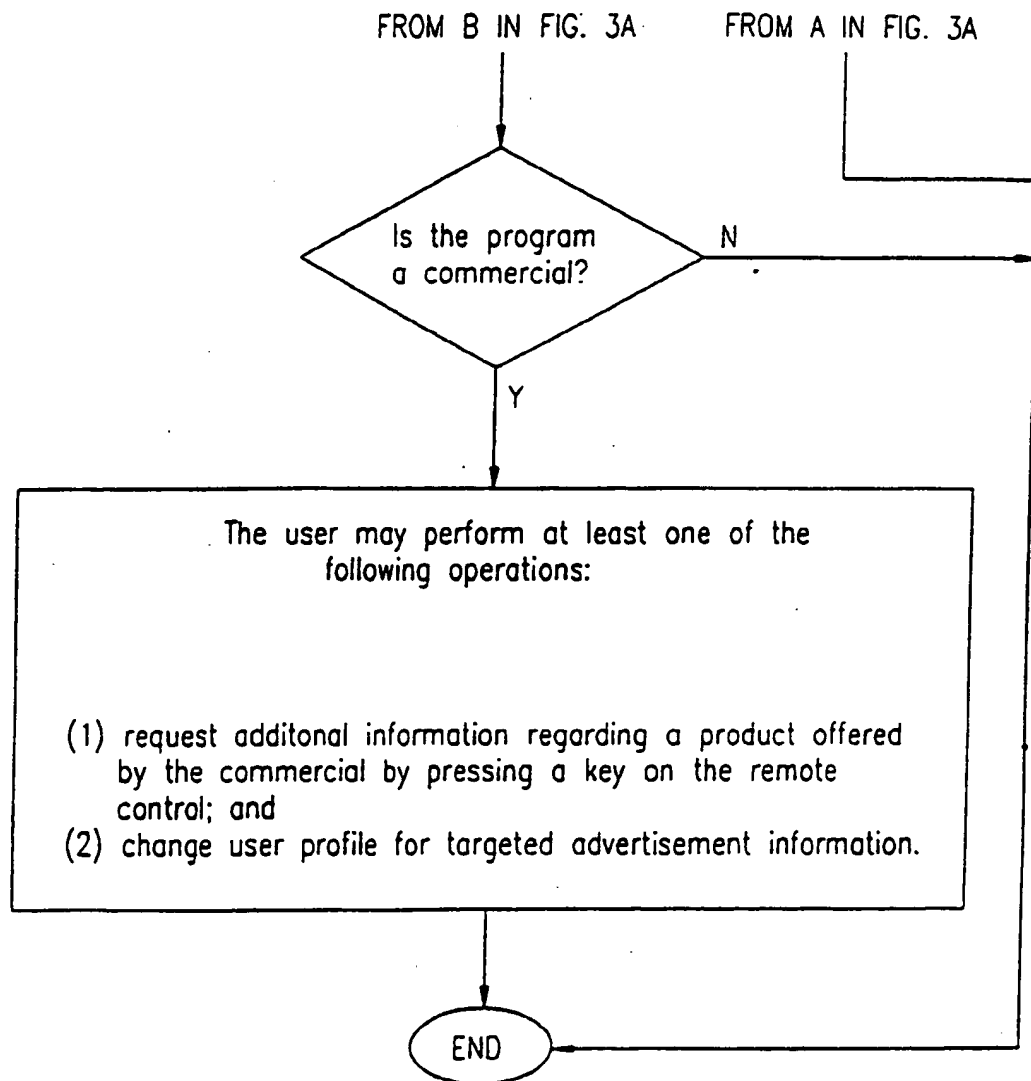 FROM B IN FIG. 3A
FROM A IN FIG. 3A
Is the program
a commercial?
N
Y
The user may perform at least one of the
following operations:
(1) request additonal information regarding a product offered
by the commercial by pressing a key on the remote
control; and
(2) change user profile for targeted advertisement information.
END